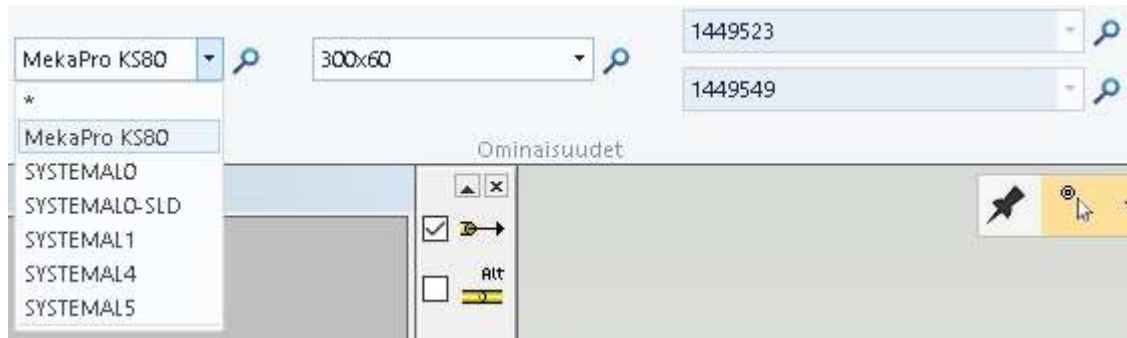 1449523
MekaPro KS80
300x60
1449549
*
MekaPro KS80
Ominaisuudet
SYSTEMAL0
SYSTEMAL0-SLD
SYSTEMAL1
SYSTEMAL4
SYSTEMAL5
Alt